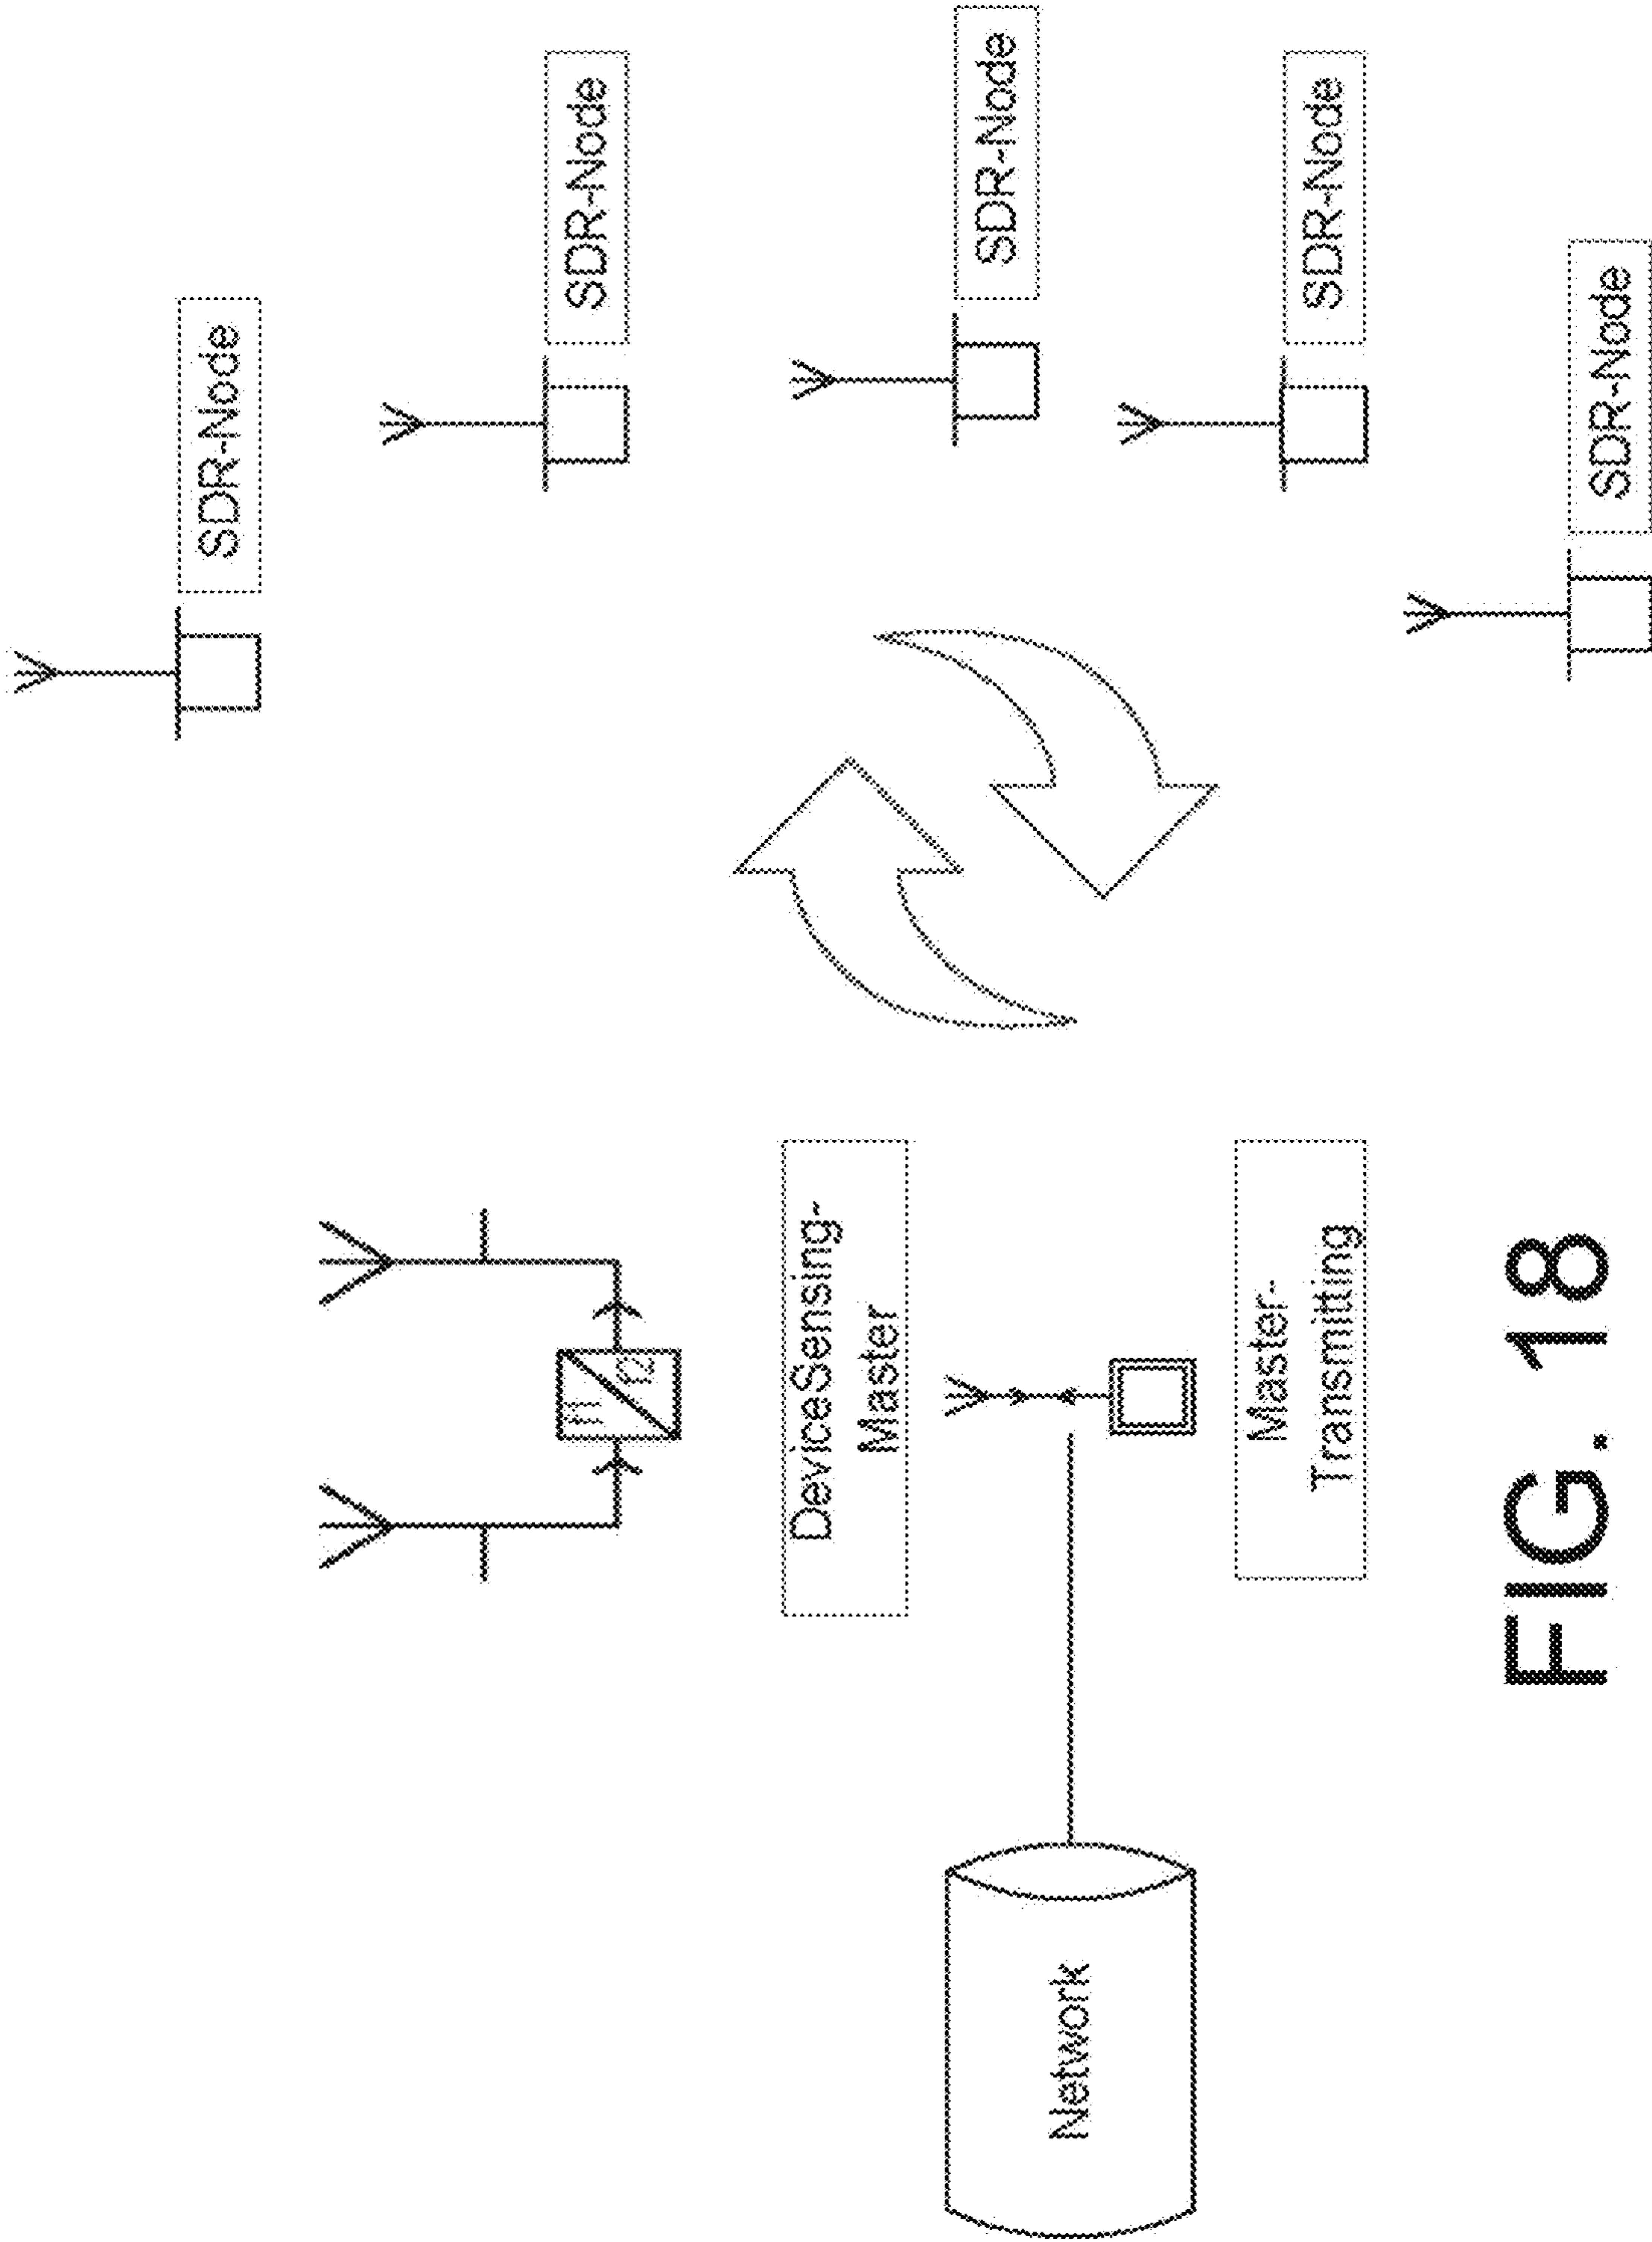 f1
f2
DeviceSensing-
Master
Network
Master-
Transmitting
SDR-Node
SDR-Node
SDR-Node
SDR-Node
SDR-Node
FIG. 18